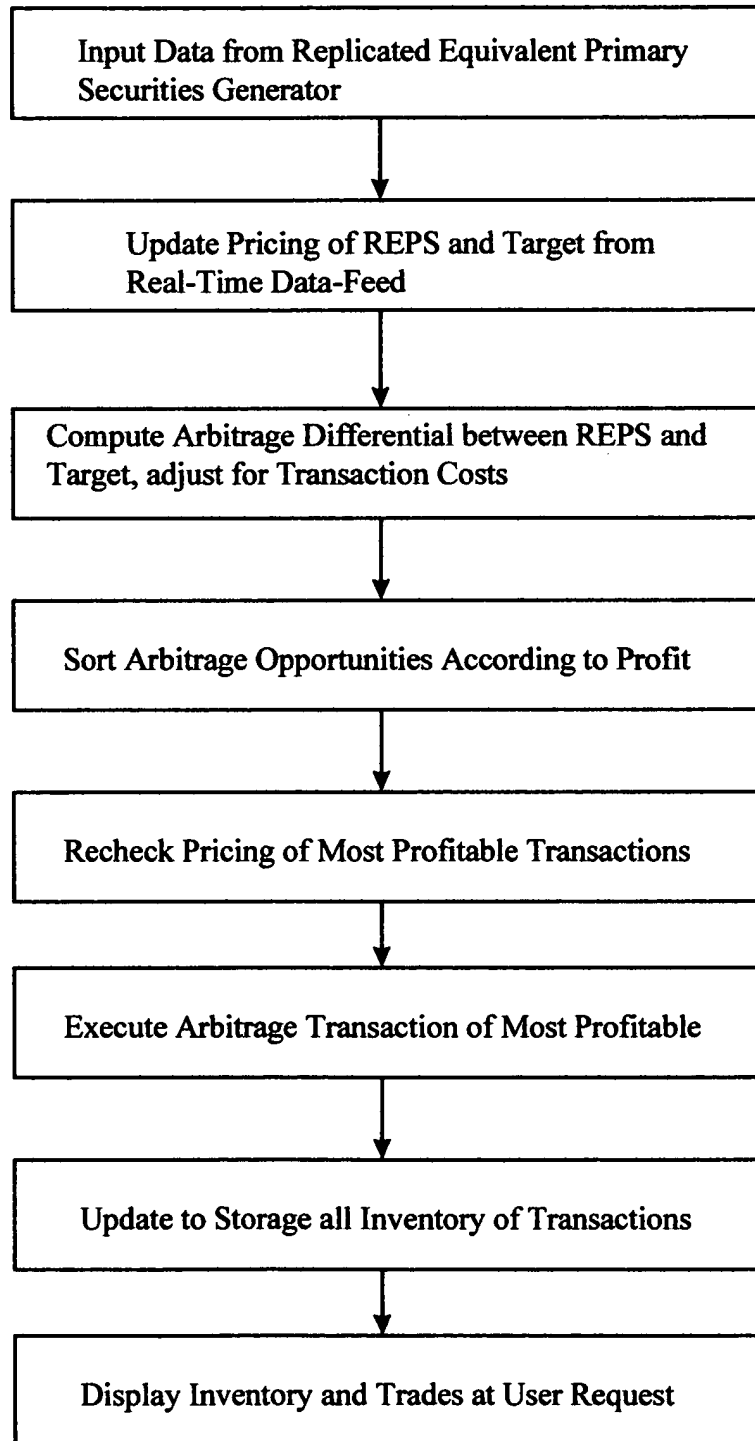 Input Data from Replicated Equivalent Primary
Securities Generator
Update Pricing of REPS and Target from
Real-Time Data-Feed
Compute Arbitrage Differential between REPS and
Target, adjust for Transaction Costs
Sort Arbitrage Opportunities According to Profit
Recheck Pricing of Most Profitable Transactions
Execute Arbitrage Transaction of Most Profitable
Update to Storage all Inventory of Transactions
Display Inventory and Trades at User Request